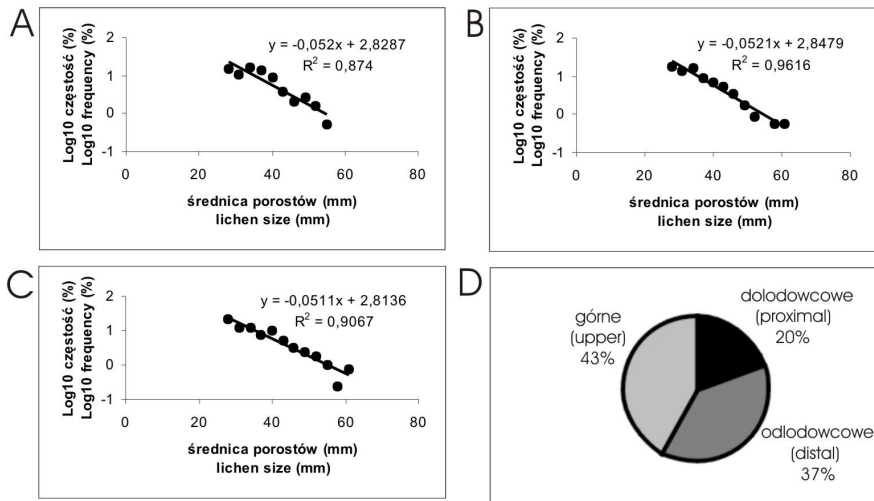 A
Log10 częstość (%)
Log10 frequency (%)
2
1
0
-1
y = -0,052x + 2,8287
R² = 0,874
0 20 40 60 80
średnica porostów (mm)
lichen size (mm)
B
Log10 częstość (%)
Log10 frequency (%)
2
1
0
-1
y = -0,0521x + 2,8479
R² = 0,9616
0 20 40 60 80
średnica porostów (mm)
lichen size (mm)
C
Log10 częstość (%)
Log10 frequency (%)
2
1
0
-1
y = -0,0511x + 2,8136
R² = 0,9067
0 20 40 60 80
średnica porostów (mm)
lichen size (mm)
D
górne
(upper)
43%
dolodowcowe
(proximal)
20%
odlodowcowe
(distal)
37%